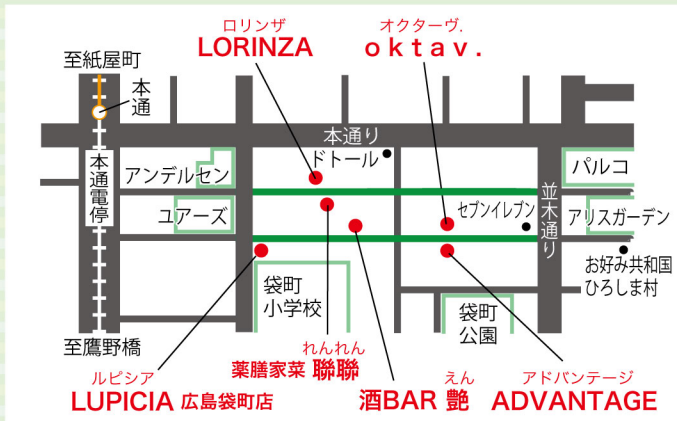 ロリンザ
LORINZA
オクターヴ.
oktav.
至紙屋町
本通
本通り
ドトール
アンデルセン
パルコ
本通電停
ユアーズ
セブンイレブン
並木通り
アリスガーデン
袋町
小学校
袋町
公園
お好み共和国
ひろしま村
至鷹野橋
れんれん
薬膳家菜 聯聯
ルピシア
LUPICIA 広島袋町店
えん
酒BAR 艶
アドバンテージ
ADVANTAGE